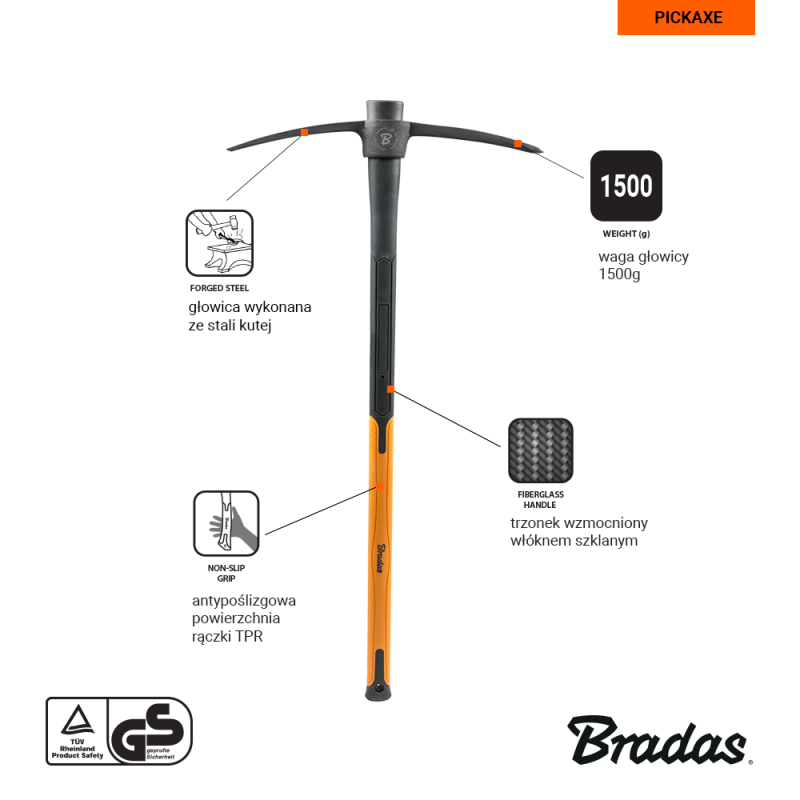 PICKAXE
B
1500
WEIGHT (g)
waga głowicy
1500g
FORGED STEEL
głowica wykonana
ze stali kutej
FIBERGLASS
HANDLE
trzonek wzmocniony
włóknem szklanym
Bradas
NON-SLIP
GRIP
antypoślizgowa
powierzchnia
rączki TPR
Bradas
TÜV
Rheinland
Product Safety
GS
geprüfte
Sicherheit
Bradas®